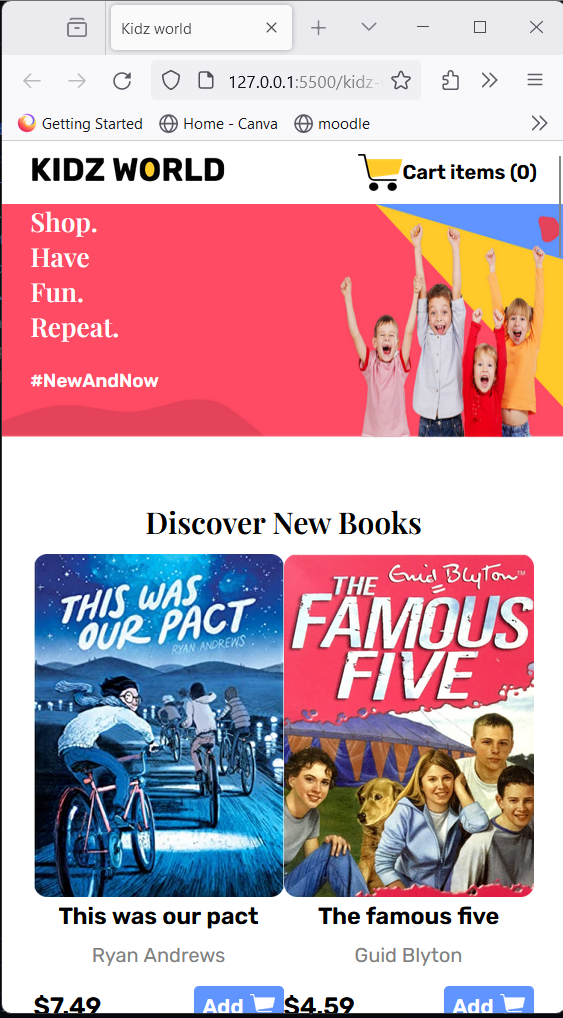 Kidz world
127.0.0.1:5500/kidz-
Getting Started
Home - Canva
moodle
KIDZ WORLD
Cart items (0)
Shop.
Have
Fun.
Repeat.
#NewAndNow
Discover New Books
THIS WAS
OUR PACT
RYAN ANDREWS
Enid Blyton™
THE
FAMOUS
FIVE
This was our pact
The famous five
Ryan Andrews
Guid Blyton
$7.49
Add
$4.59
Add